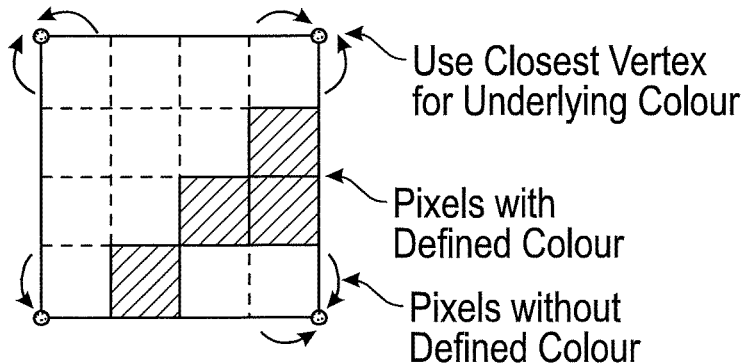 Use Closest Vertex
for Underlying Colour
Pixels with
Defined Colour
Pixels without
Defined Colour